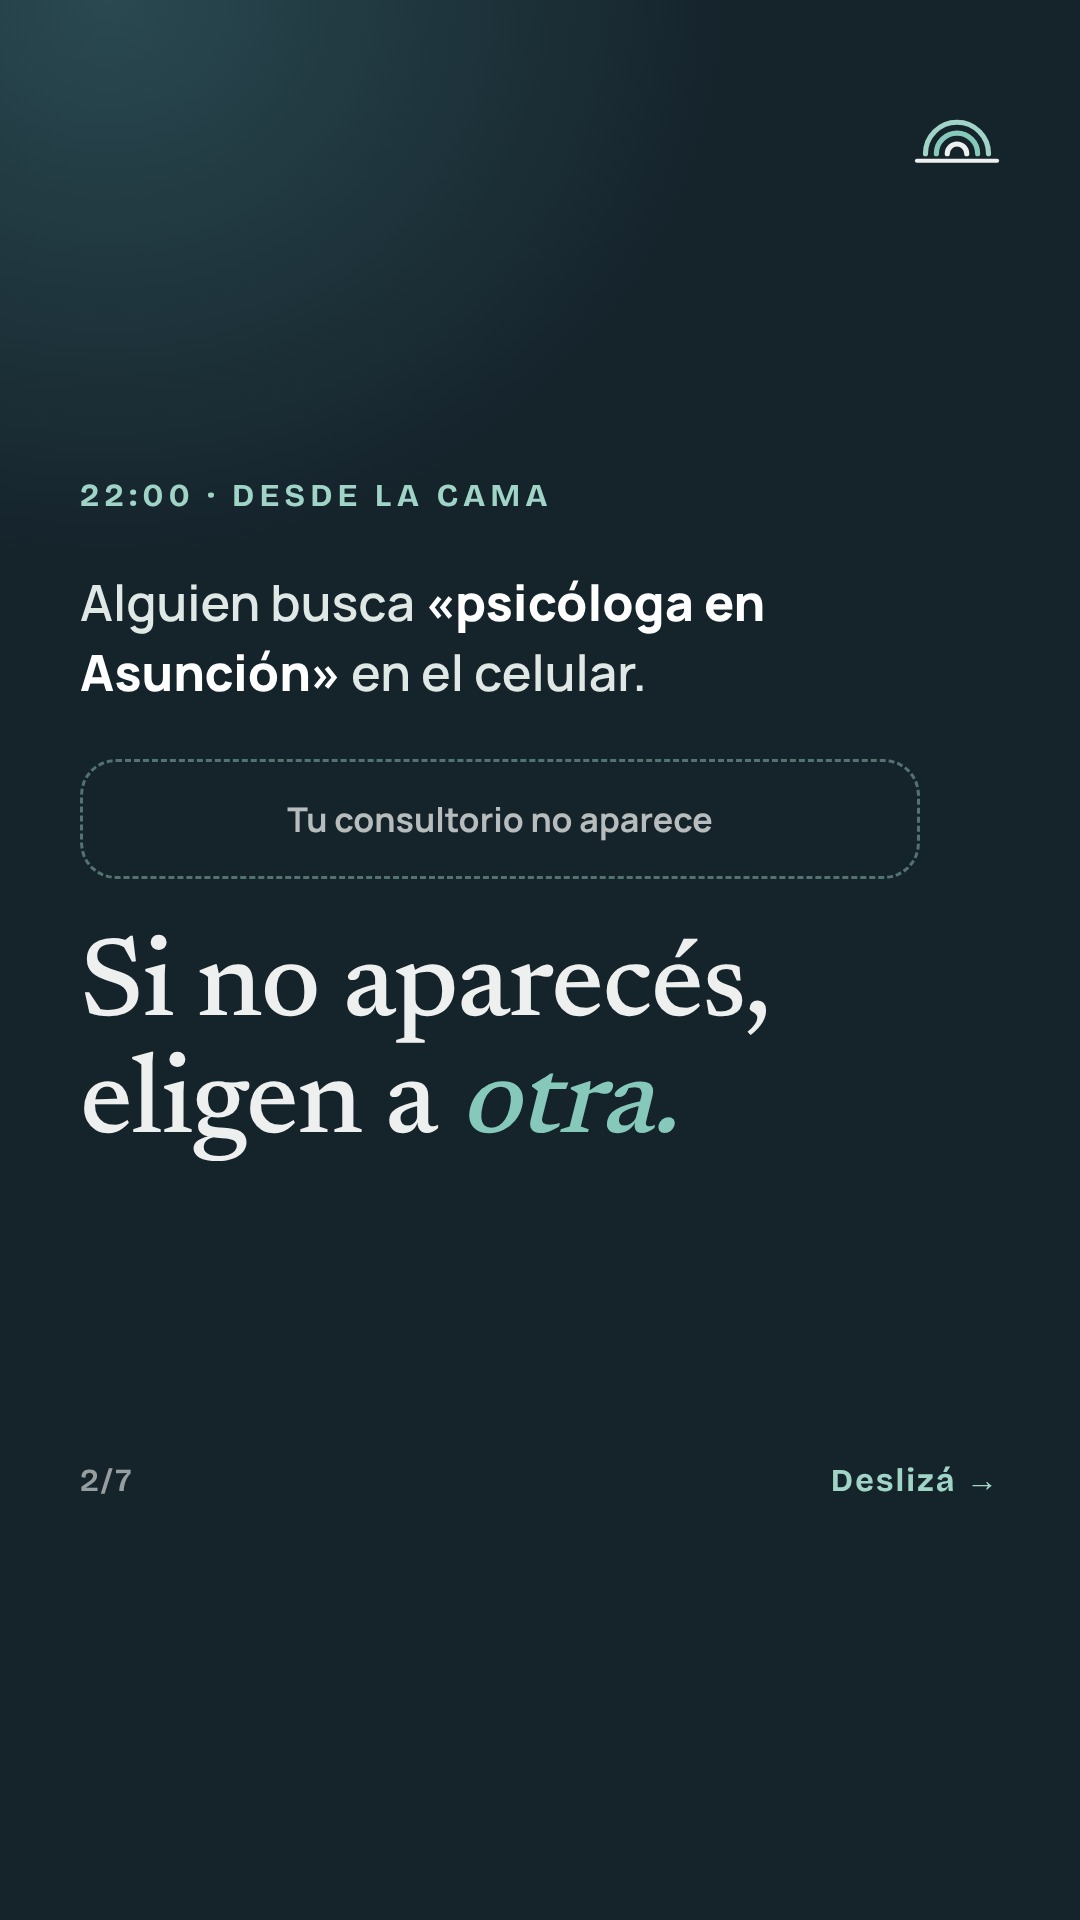 22:00 · DESDE LA CAMA
Alguien busca «psicóloga en
Asunción» en el celular.
Tu consultorio no aparece
Si no aparecés,
eligen a otra.
2/7
Deslizá →